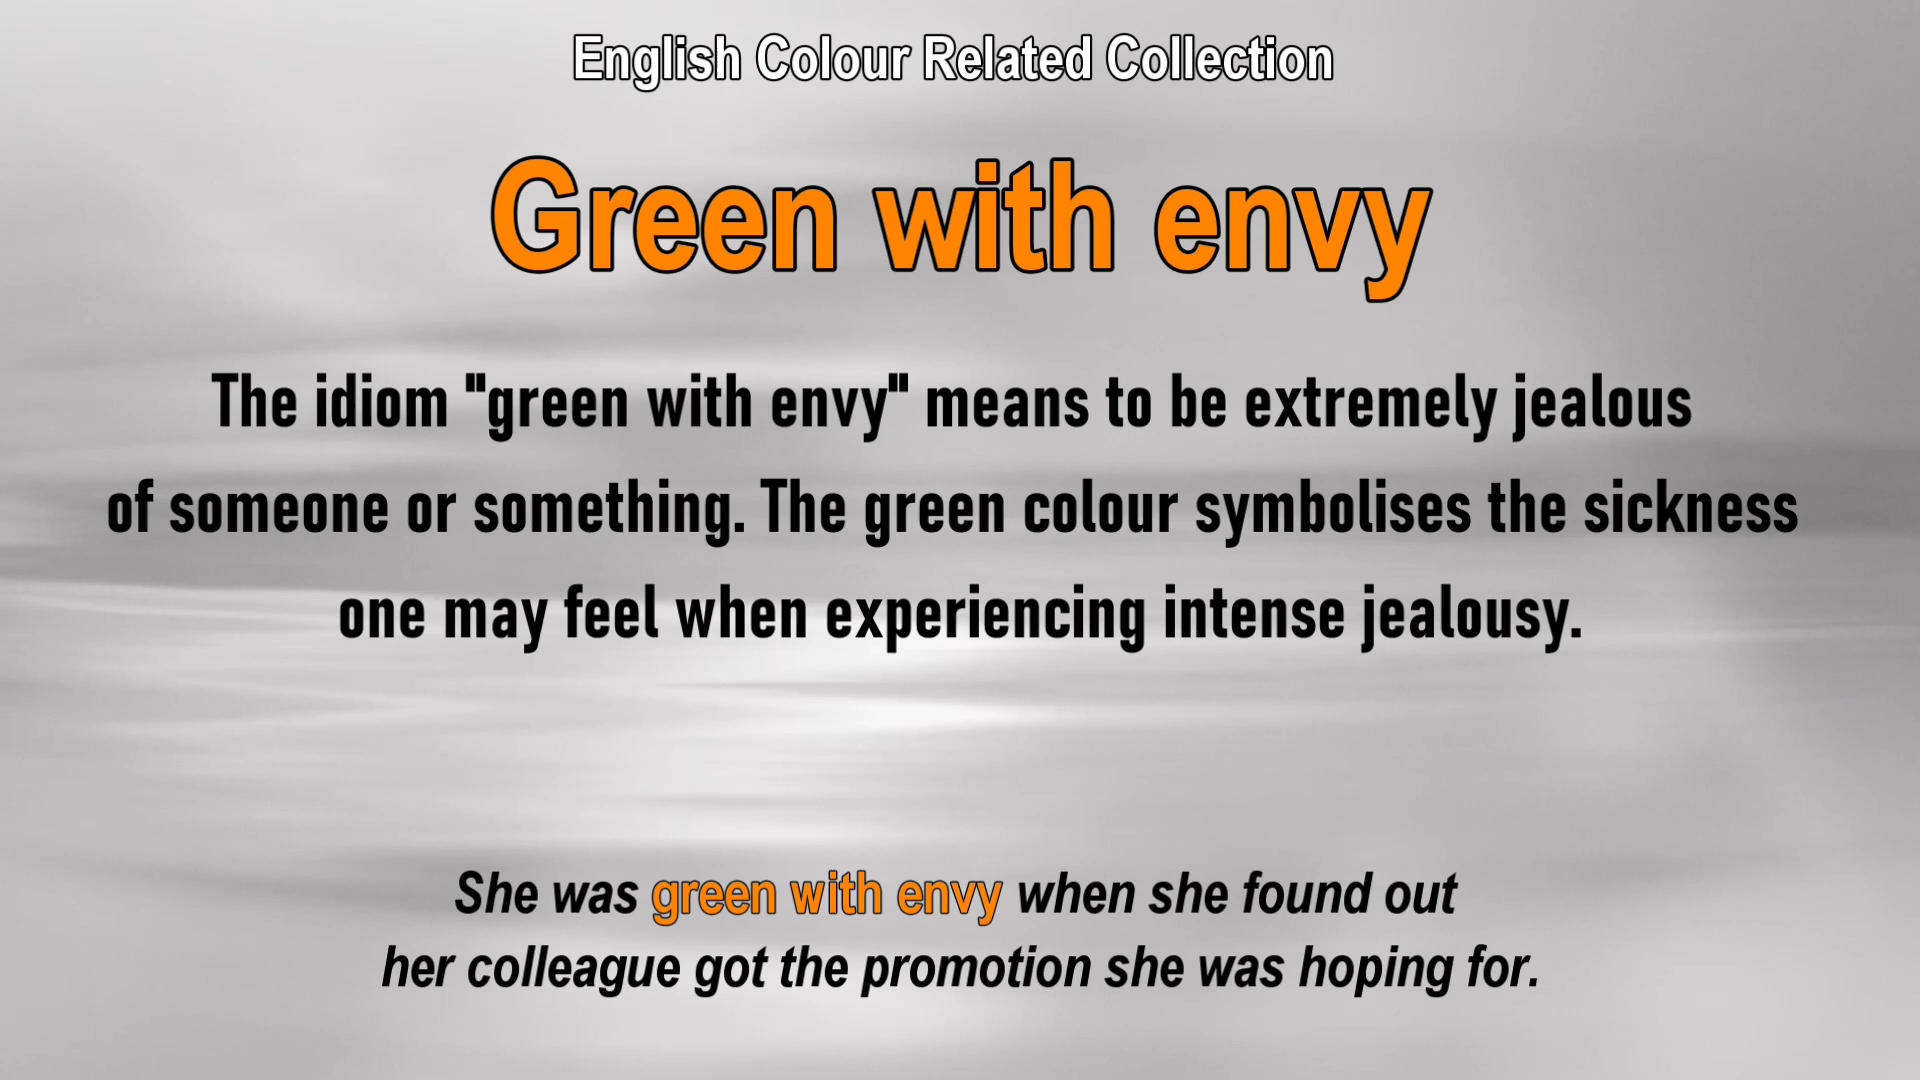 English Colour Related Collection
Green with envy
The idiom "green with envy" means to be extremely jealous
of someone or something. The green colour symbolises the sickness
one may feel when experiencing intense jealousy.
She was green with envy when she found out
her colleague got the promotion she was hoping for.